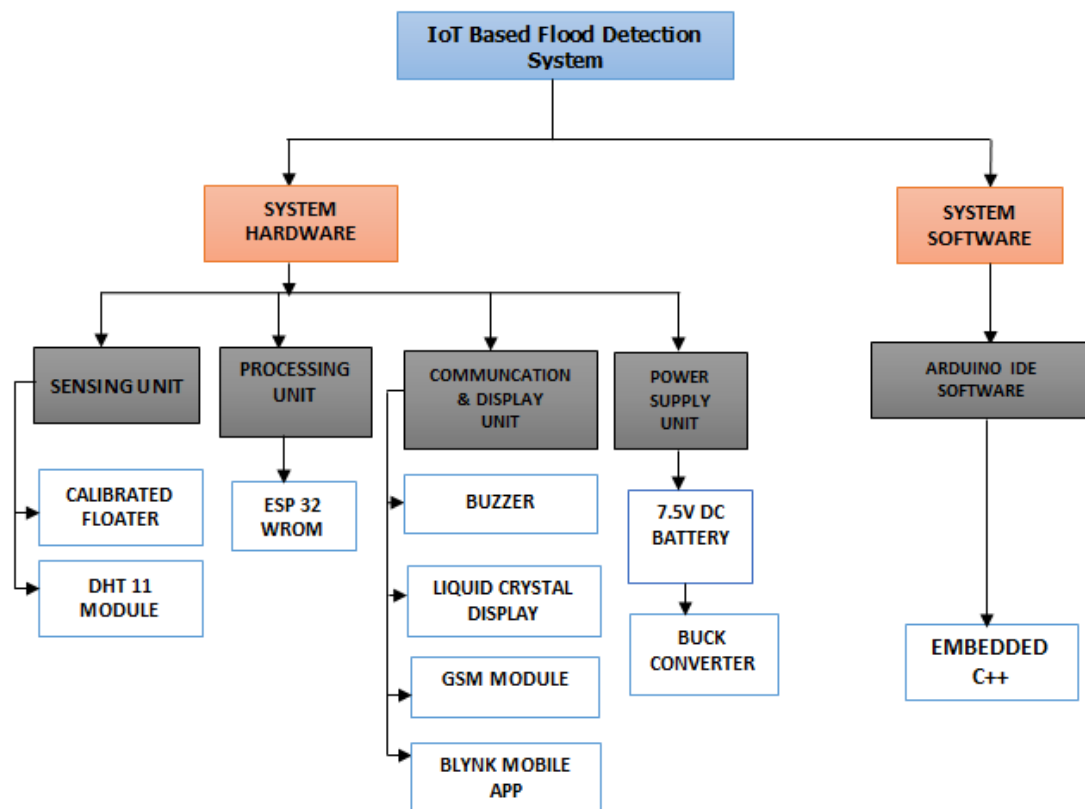 IoT Based Flood Detection
System
SYSTEM
HARDWARE
SYSTEM
SOFTWARE
SENSING UNIT
PROCESSING
UNIT
COMMUNCATION
& DISPLAY
UNIT
POWER
SUPPLY
UNIT
ARDUINO IDE
SOFTWARE
CALIBRATED
FLOATER
DHT 11
MODULE
ESP 32
WROM
BUZZER
LIQUID CRYSTAL
DISPLAY
GSM MODULE
BLYNK MOBILE
APP
7.5V DC
BATTERY
BUCK
CONVERTER
EMBEDDED
C++